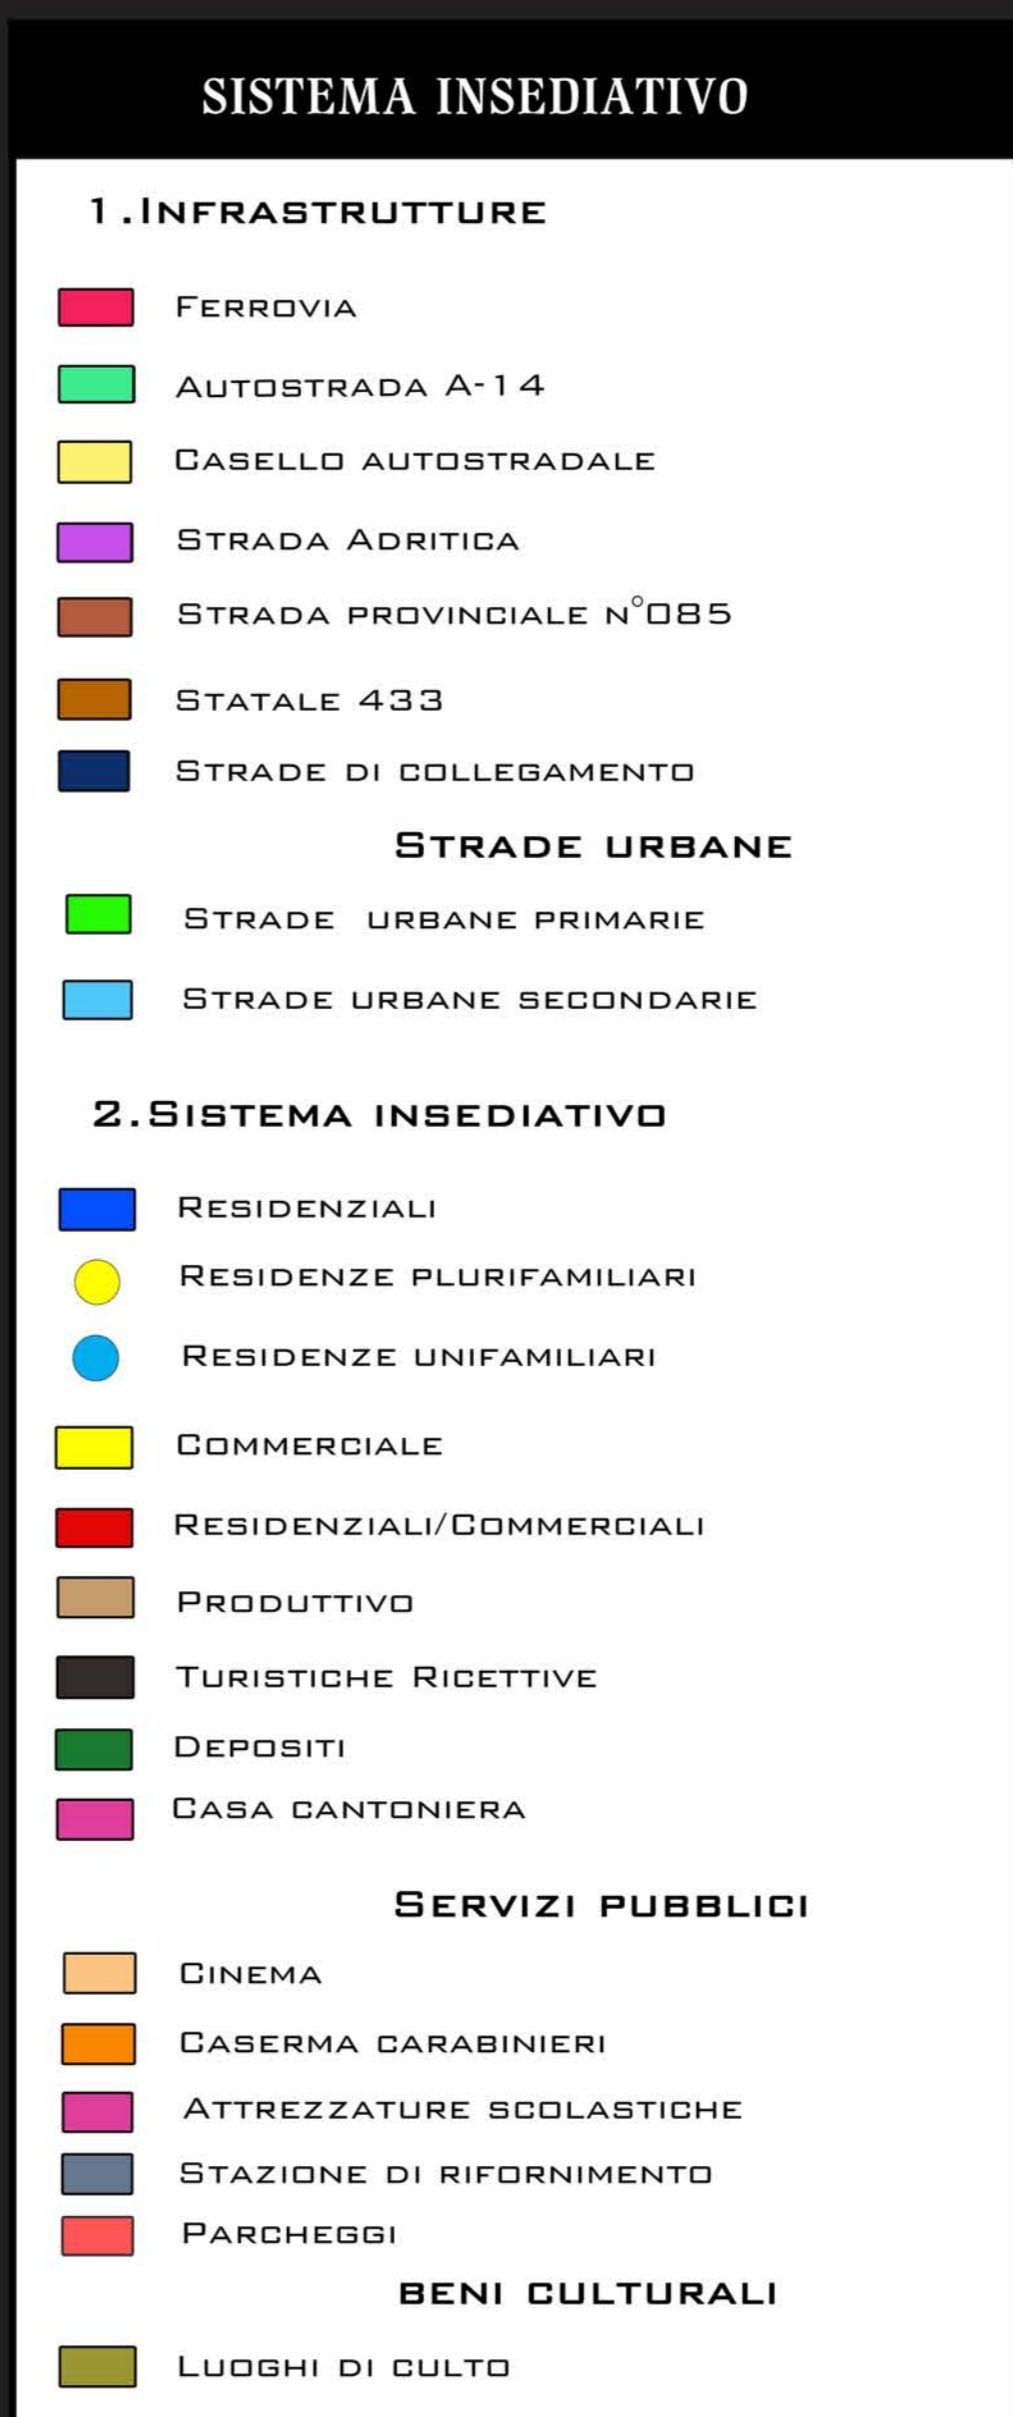 SISTEMA INSEDIATIVO
1.Infrastrutture
Ferrovia
Autostrada A-14
Casello autostradale
Strada Adritica
Strada provinciale n°085
Statale 433
Strade di collegamento
Strade urbane
Strade urbane primarie
Strade urbane secondarie
2.Sistema insediativo
Residenziali
Residenze plurifamiliari
Residenze unifamiliari
Commerciale
Residenziali/Commerciali
Produttivo
Turistiche Ricettive
Depositi
Casa cantoniera
Servizi pubblici
Cinema
Caserma carabinieri
Attrezzature scolastiche
Stazione di rifornimento
Parcheggi
beni culturali
Luoghi di culto